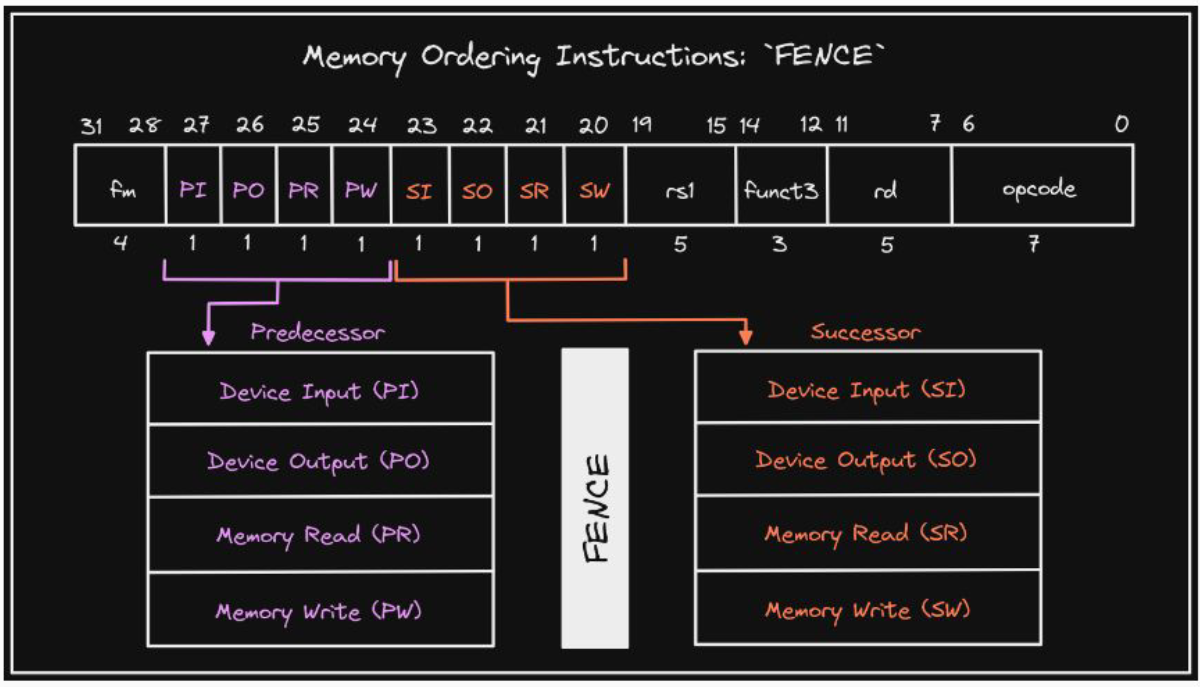 Memory Ordering Instructions: `FENCE`
31 28 27 26 25 24 23 22 21 20 19 15 14 12 11 7 6 0
fm PI PO PR PW SI SO SR SW rs1 funct3 rd opcode
4 1 1 1 1 1 1 1 1 5 3 5 7
Predecessor
Device Input (PI)
Device Output (PO)
Memory Read (PR)
Memory Write (PW)
FENCE
Successor
Device Input (SI)
Device Output (SO)
Memory Read (SR)
Memory Write (SW)